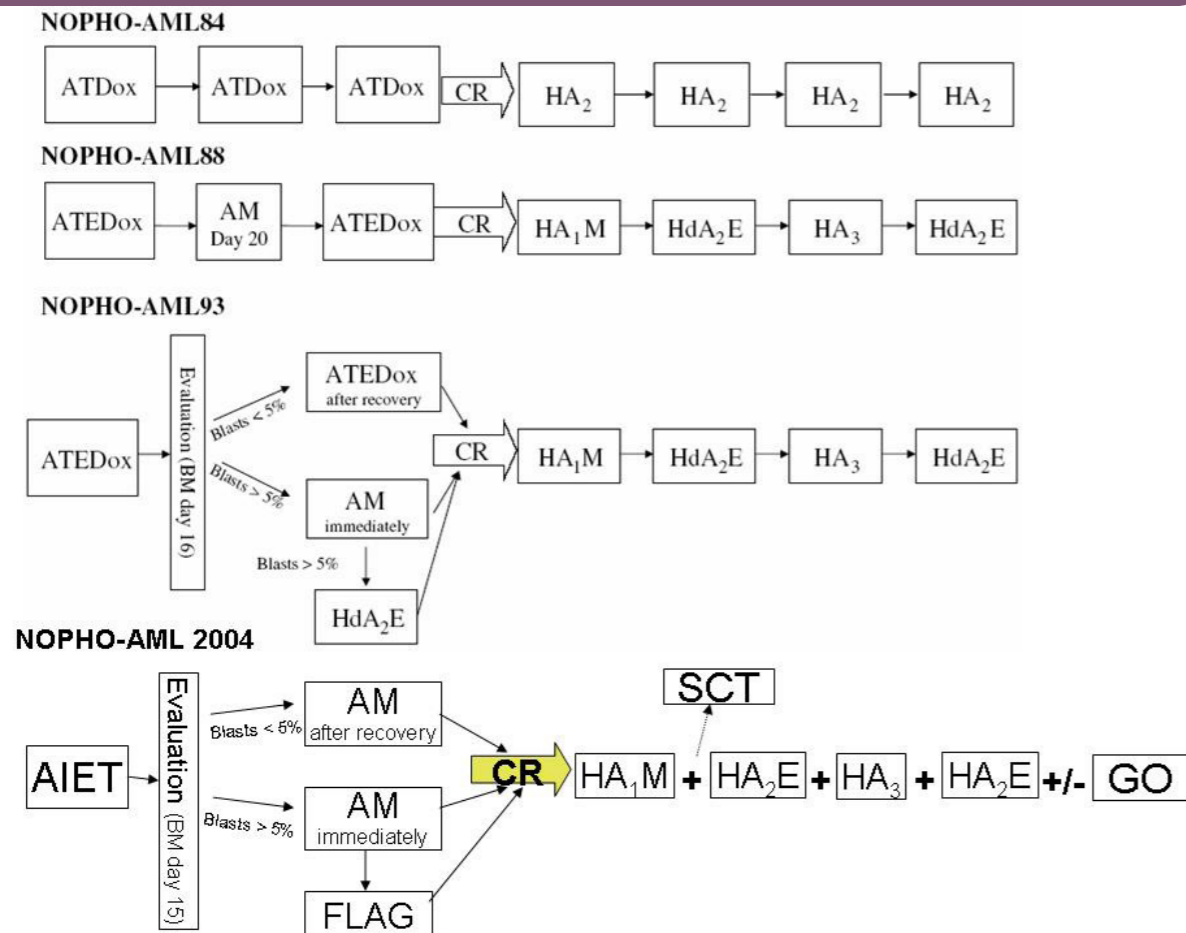 NOPHO-AML84
ATDox ATDox ATDox CR HA₂ HA₂ HA₂ HA₂
NOPHO-AML88
ATEDox AM Day 20 ATEDox CR HA₁M HdA₂E HA₃ HdA₂E
NOPHO-AML93
ATEDox
Evaluation (BM day 16)
Blasts < 5%
ATEDox
after recovery
Blasts > 5%
AM
immediately
Blasts > 5%
HdA₂E
CR HA₁M HdA₂E HA₃ HdA₂E
NOPHO-AML 2004
AIET
Evaluation (BM day 15)
Blasts < 5%
AM
after recovery
Blasts > 5%
AM
immediately
FLAG
SCT
CR HA₁M + HA₂E + HA₃ + HA₂E +/- GO